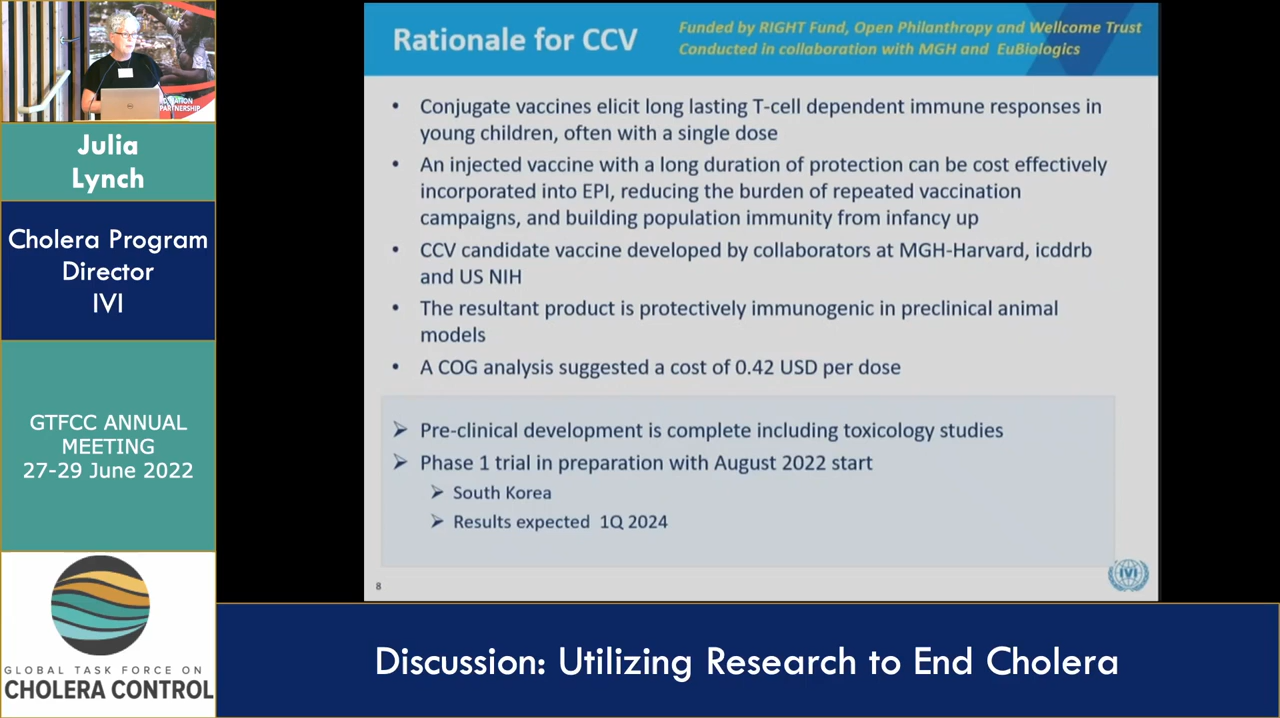 Rationale for CCV
Funded by RIGHT Fund, Open Philanthropy and Wellcome Trust
Conducted in collaboration with MGH and EuBiologics
• Conjugate vaccines elicit long lasting T-cell dependent immune responses in
young children, often with a single dose
• An injected vaccine with a long duration of protection can be cost effectively
incorporated into EPI, reducing the burden of repeated vaccination
campaigns, and building population immunity from infancy up
• CCV candidate vaccine developed by collaborators at MGH-Harvard, icddrb
and US NIH
• The resultant product is protectively immunogenic in preclinical animal
models
• A COG analysis suggested a cost of 0.42 USD per dose
➢ Pre-clinical development is complete including toxicology studies
➢ Phase 1 trial in preparation with August 2022 start
➢ South Korea
➢ Results expected 1Q 2024
8
IVI
PARTNERSHIP
Julia
Lynch
Cholera Program
Director
IVI
GTFCC ANNUAL
MEETING
27-29 June 2022
GLOBAL TASK FORCE ON
CHOLERA CONTROL
Discussion: Utilizing Research to End Cholera